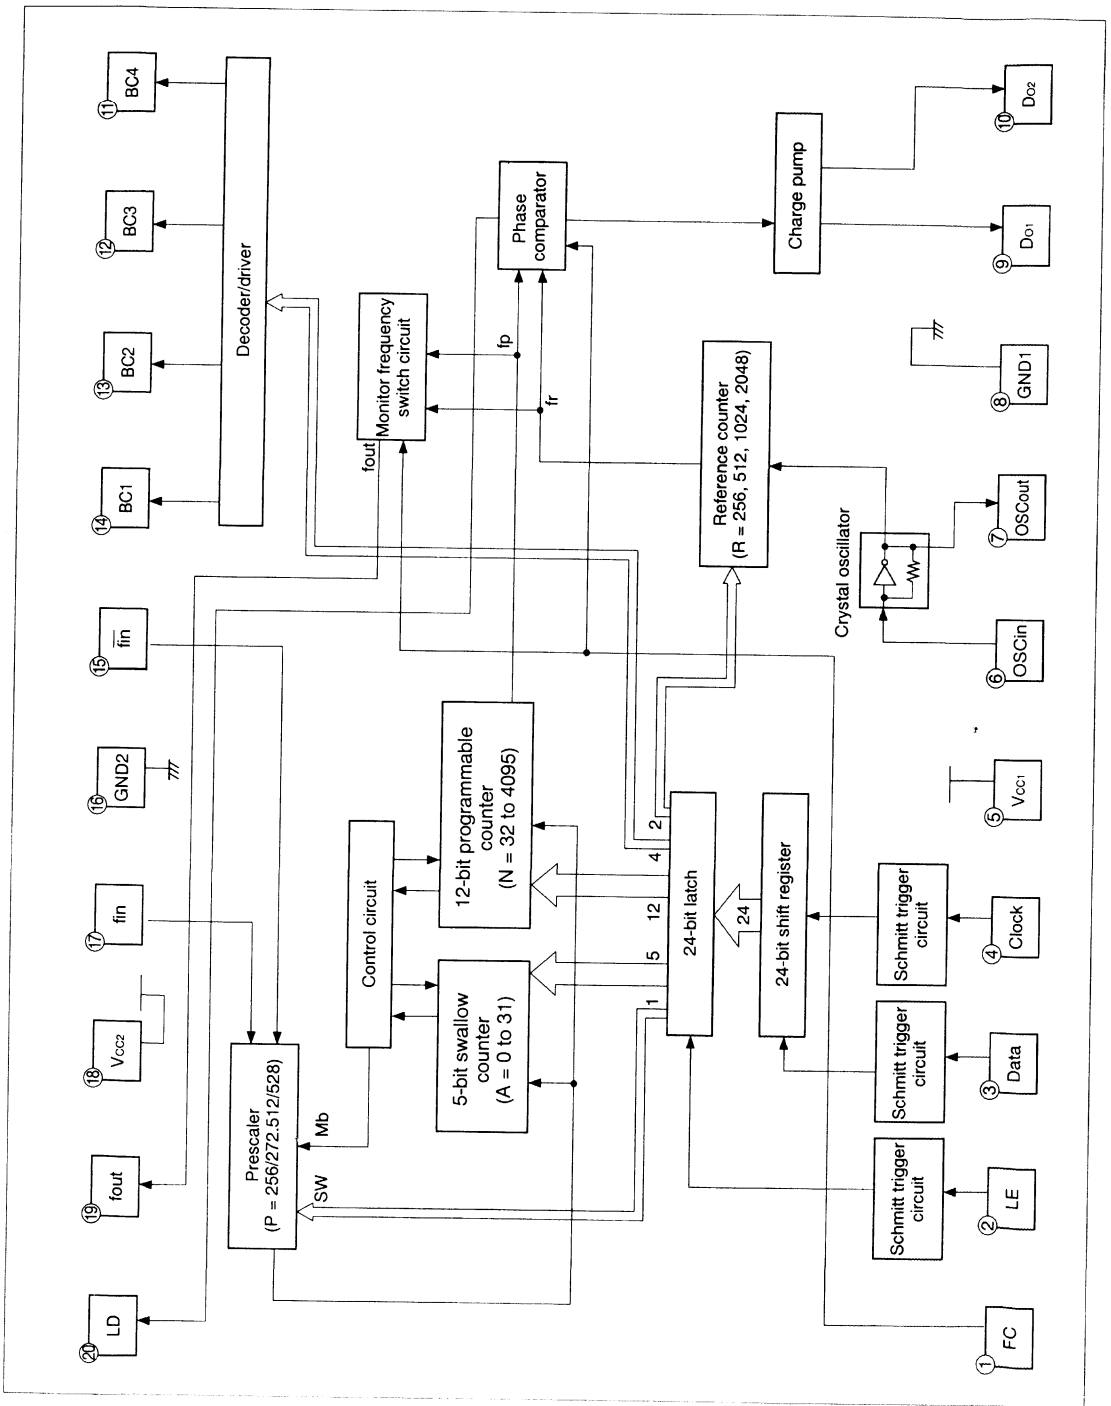 20
LD
19
fout
18
VCC2
17
fin
16
GND2
15
fin
14
BC1
13
BC2
12
BC3
11
BC4
Prescaler
(P = 256/272.512/528)
Decoder/driver
SW
Mb
Control circuit
fout
Monitor frequency
switch circuit
5-bit swallow
counter
(A = 0 to 31)
12-bit programmable
counter
(N = 32 to 4095)
fp
fr
Phase
comparator
1
5
12
4
2
24-bit latch
24
24-bit shift register
Reference counter
(R = 256, 512, 1024, 2048)
Charge pump
Crystal oscillator
Schmitt trigger
circuit
Schmitt trigger
circuit
Schmitt trigger
circuit
1
FC
2
LE
3
Data
4
Clock
5
VCC1
6
OSCin
7
OSCout
8
GND1
9
DO1
10
DO2